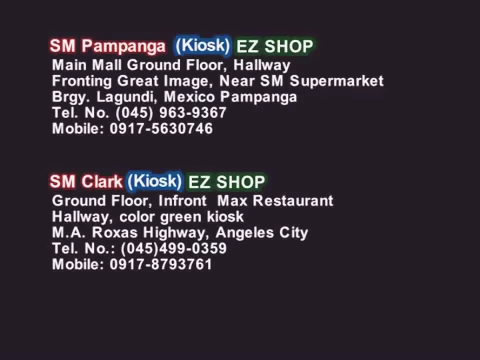 SM Pampanga (Kiosk) EZ SHOP
Main Mall Ground Floor, Hallway
Fronting Great Image, Near SM Supermarket
Brgy. Lagundi, Mexico Pampanga
Tel. No. (045) 963-9367
Mobile: 0917-5630746
SM Clark (Kiosk) EZ SHOP
Ground Floor, Infront Max Restaurant
Hallway, color green kiosk
M.A. Roxas Highway, Angeles City
Tel. No.: (045)499-0359
Mobile: 0917-8793761